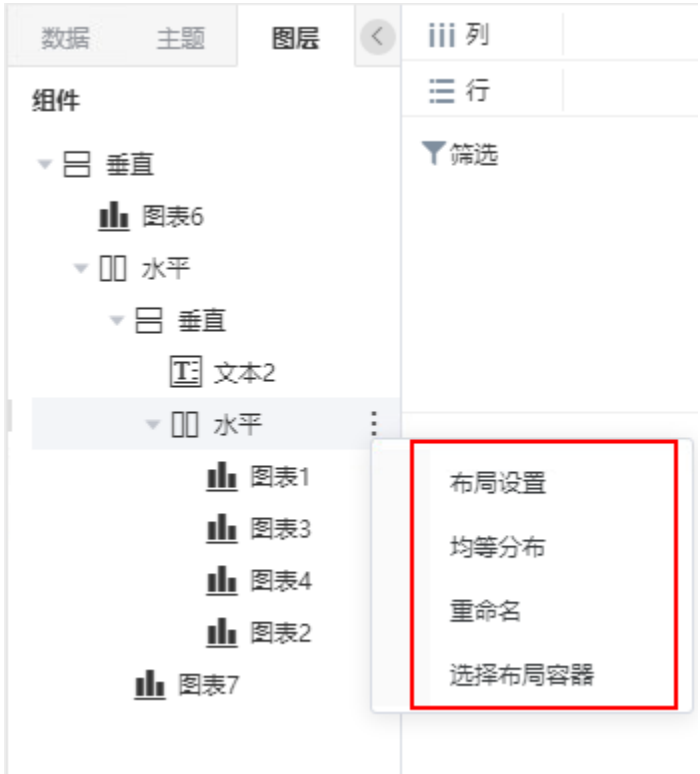 数据 主题 图层
列
组件
行
筛选
垂直
图表6
水平
垂直
文本2
水平
布局设置
图表1
图表3
均等分布
图表4
重命名
图表2
选择布局容器
图表7